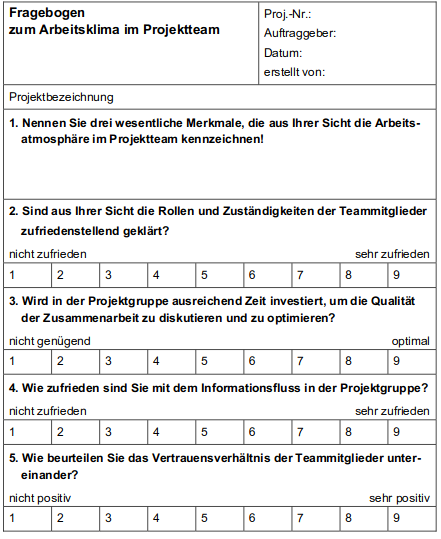 Fragebogen
zum Arbeitsklima im Projektteam
Proj.-Nr.:
Auftraggeber:
Datum:
erstellt von:
Projektbezeichnung
1. Nennen Sie drei wesentliche Merkmale, die aus Ihrer Sicht die Arbeits-
atmosphäre im Projektteam kennzeichnen!
2. Sind aus Ihrer Sicht die Rollen und Zuständigkeiten der Teammitglieder
zufriedenstellend geklärt?
nicht zufrieden sehr zufrieden
1 2 3 4 5 6 7 8 9
3. Wird in der Projektgruppe ausreichend Zeit investiert, um die Qualität
der Zusammenarbeit zu diskutieren und zu optimieren?
nicht genügend optimal
1 2 3 4 5 6 7 8 9
4. Wie zufrieden sind Sie mit dem Informationsfluss in der Projektgruppe?
nicht zufrieden sehr zufrieden
1 2 3 4 5 6 7 8 9
5. Wie beurteilen Sie das Vertrauensverhältnis der Teammitglieder unter-
einander?
nicht positiv sehr positiv
1 2 3 4 5 6 7 8 9